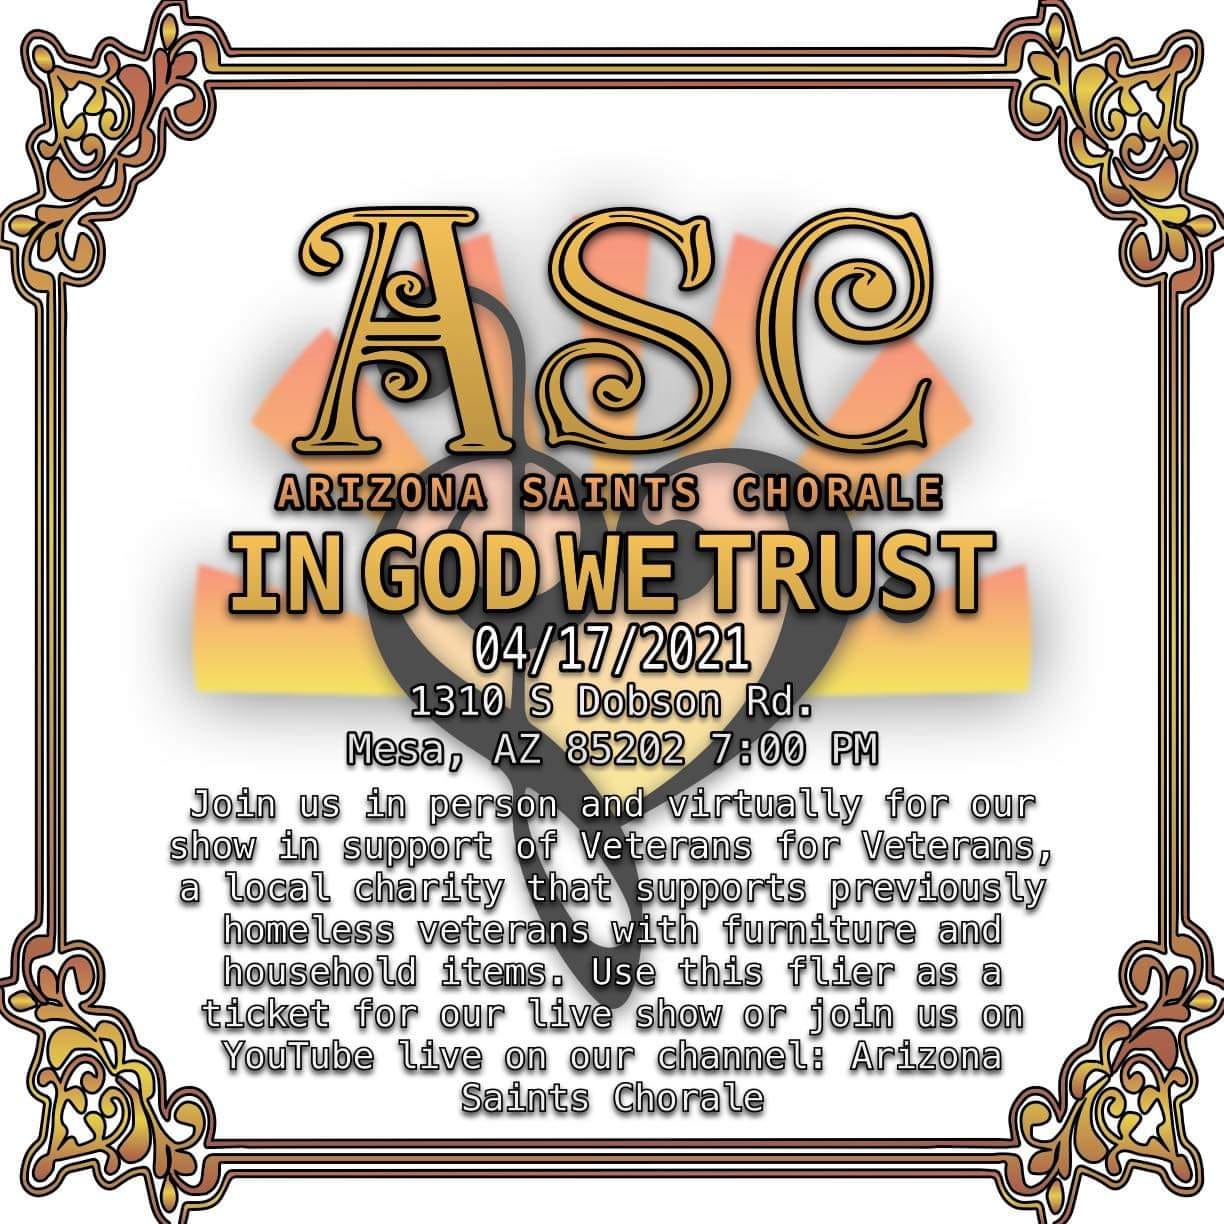 ASC
ARIZONA SAINTS CHORALE
IN GOD WE TRUST
04/17/2021
1310 S Dobson Rd.
Mesa, AZ 85202 7:00 PM
Join us in person and virtually for our
show in support of Veterans for Veterans,
a local charity that supports previously
homeless veterans with furniture and
household items. Use this flier as a
ticket for our live show or join us on
YouTube live on our channel: Arizona
Saints Chorale